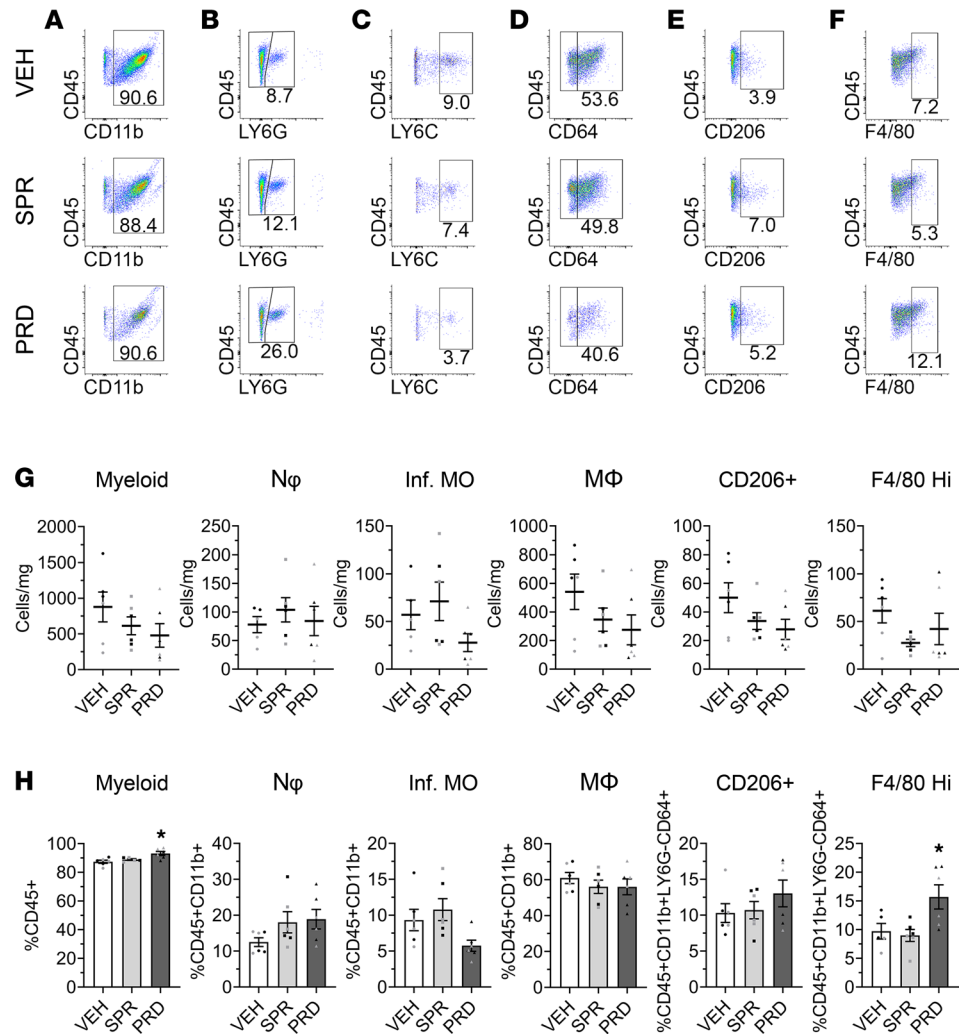 A B C D E F
VEH CD45 90.6 CD11b CD45 8.7 LY6G CD45 9.0 LY6C CD45 53.6 CD64 CD45 3.9 CD206 CD45 7.2 F4/80
SPR CD45 88.4 CD11b CD45 12.1 LY6G CD45 7.4 LY6C CD45 49.8 CD64 CD45 7.0 CD206 CD45 5.3 F4/80
PRD CD45 90.6 CD11b CD45 26.0 LY6G CD45 3.7 LY6C CD45 40.6 CD64 CD45 5.2 CD206 CD45 12.1 F4/80
G
Myeloid
Cells/mg
2000
1500
1000
500
0
VEH SPR PRD
Nφ
Cells/mg
250
200
150
100
50
0
VEH SPR PRD
Inf. MO
Cells/mg
150
100
50
0
VEH SPR PRD
MΦ
Cells/mg
1000
800
600
400
200
0
VEH SPR PRD
CD206+
Cells/mg
100
80
60
40
20
0
VEH SPR PRD
F4/80 Hi
Cells/mg
150
100
50
0
VEH SPR PRD
H
Myeloid
%CD45+
100
80
60
40
20
0
*
VEH SPR PRD
Nφ
%CD45+CD11b+
40
30
20
10
0
VEH SPR PRD
Inf. MO
%CD45+CD11b+
20
15
10
5
0
VEH SPR PRD
MΦ
%CD45+CD11b+
80
60
40
20
0
VEH SPR PRD
CD206+
%CD45+CD11b+LY6G-CD64+
20
15
10
5
0
VEH SPR PRD
F4/80 Hi
%CD45+CD11b+LY6G-CD64+
25
20
15
10
5
0
*
VEH SPR PRD